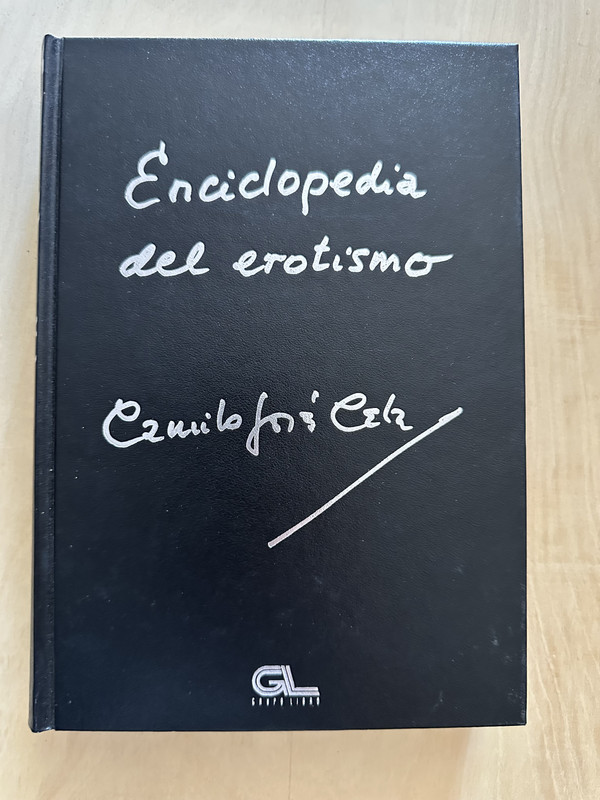 Enciclopedia
del erotismo
Camilo José Cela
GL
GRUPO LIBRO